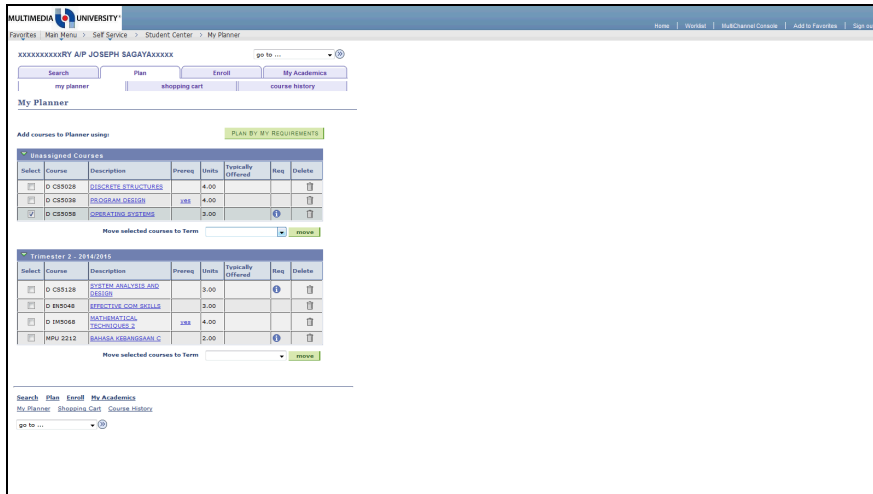 MULTIMEDIA UNIVERSITY
Home | Worklist | MultiChannel Console | Add to Favorites | Sign out
Favorites | Main Menu > Self Service > Student Center > My Planner
xxxxxxxxxxRY A/P JOSEPH SAGAYAxxxxx
go to ...
Search Plan Enroll My Academics
my planner shopping cart course history
My Planner
Add courses to Planner using:
PLAN BY MY REQUIREMENTS
Unassigned Courses
Select Course Description Prereq Units Typically Offered Req Delete
D CS5028 DISCRETE STRUCTURES 4.00
D CS5038 PROGRAM DESIGN yes 4.00
D CS5058 OPERATING SYSTEMS 3.00
Move selected courses to Term move
Trimester 2 - 2014/2015
Select Course Description Prereq Units Typically Offered Req Delete
D CS5128 SYSTEM ANALYSIS AND DESIGN 3.00
D EN5048 EFFECTIVE COM SKILLS 3.00
D IM5068 MATHEMATICAL TECHNIQUES 2 yes 4.00
MPU 2212 BAHASA KEBANGSAAN C 2.00
Move selected courses to Term move
Search Plan Enroll My Academics
My Planner Shopping Cart Course History
go to ...